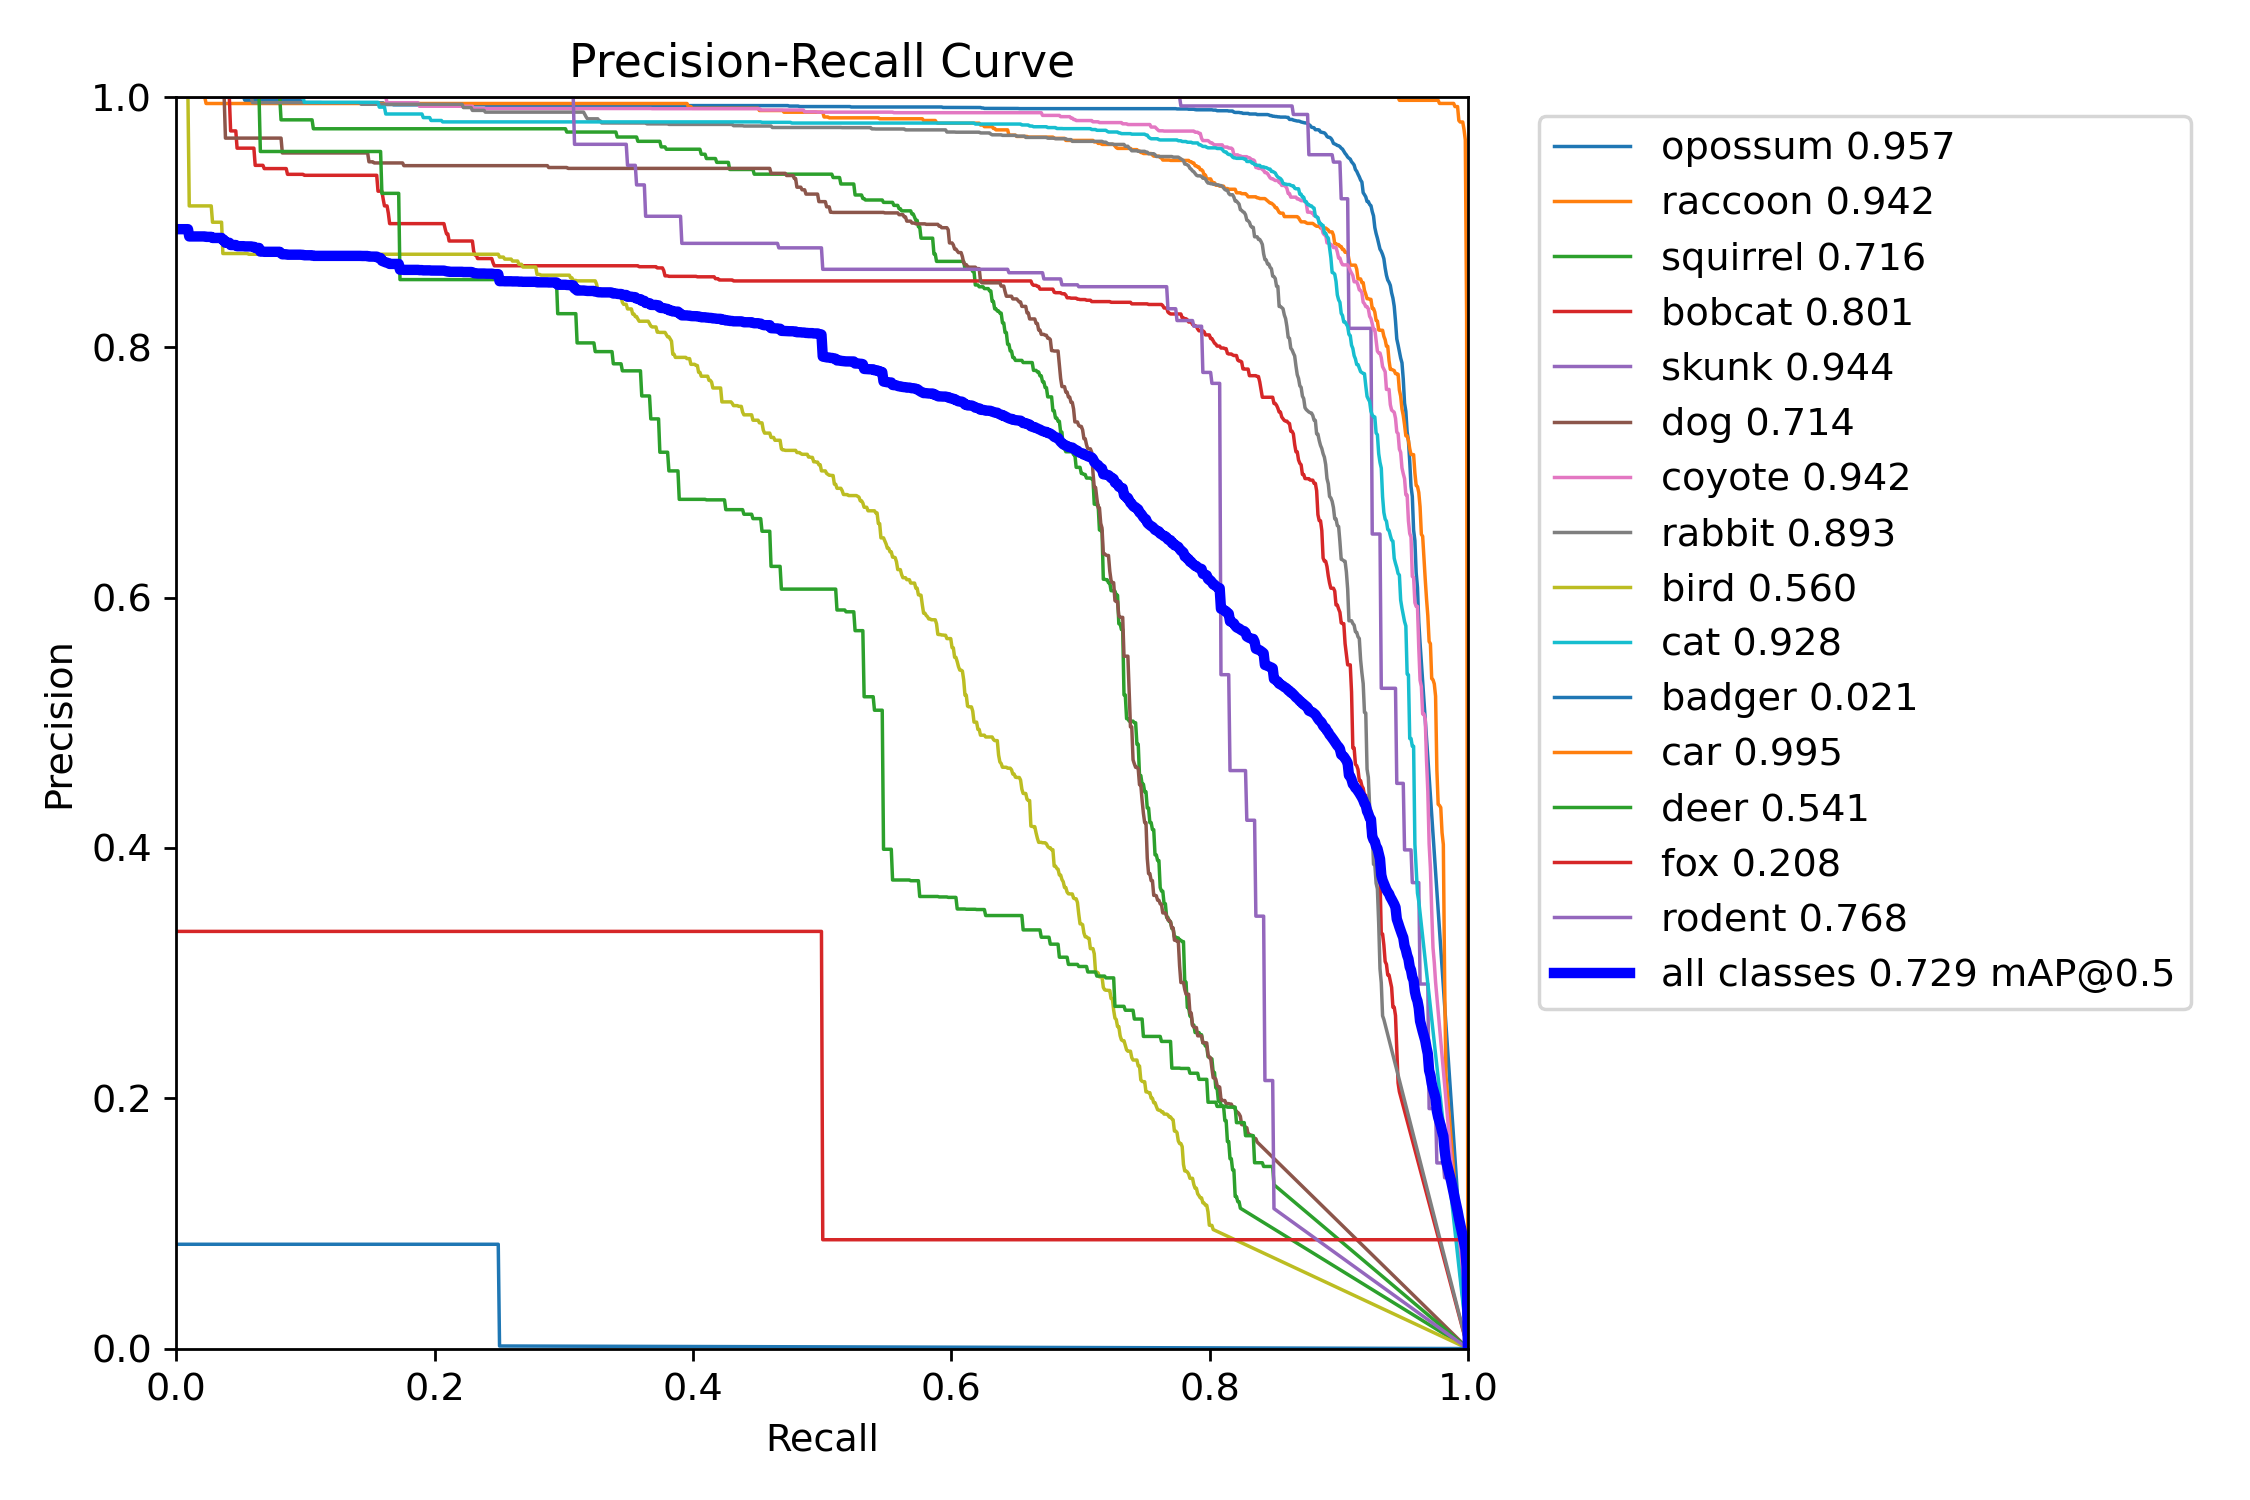 Precision-Recall Curve
1.0
0.8
0.6
0.4
0.2
0.0
Precision
0.0 0.2 0.4 0.6 0.8 1.0
Recall
opossum 0.957
raccoon 0.942
squirrel 0.716
bobcat 0.801
skunk 0.944
dog 0.714
coyote 0.942
rabbit 0.893
bird 0.560
cat 0.928
badger 0.021
car 0.995
deer 0.541
fox 0.208
rodent 0.768
all classes 0.729 mAP@0.5